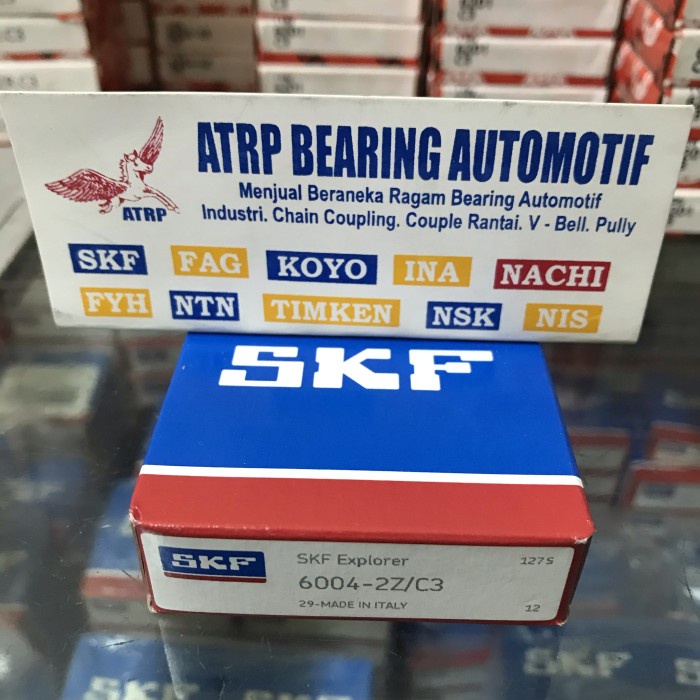 ATRP BEARING AUTOMOTIF
Menjual Beraneka Ragam Bearing Automotif
Industri. Chain Coupling. Couple Rantai. V - Bell. Pully
ATRP
SKF FAG KOYO INA NACHI
FYH NTN TIMKEN NSK NIS
SKF
SKF
SKF Explorer
1275
6004-2Z/C3
29-MADE IN ITALY
12